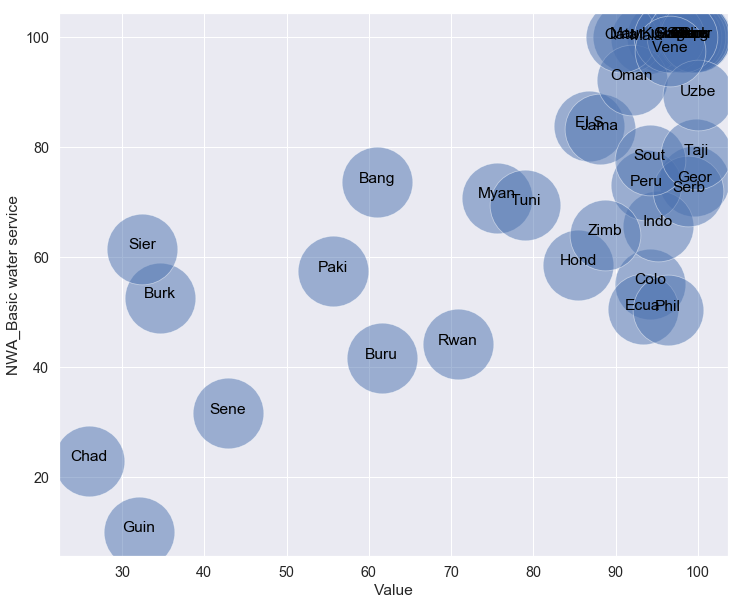 100
80
60
40
20
NWA_Basic water service
Vene
Oman
Uzbe
El S
Jama
Sout
Taji
Peru
Geor
Serb
Bang
Myan
Tuni
Indo
Zimb
Sier
Hond
Paki
Burk
Colo
Ecua
Phil
Rwan
Buru
Sene
Chad
Guin
30
40
50
60
70
80
90
100
Value